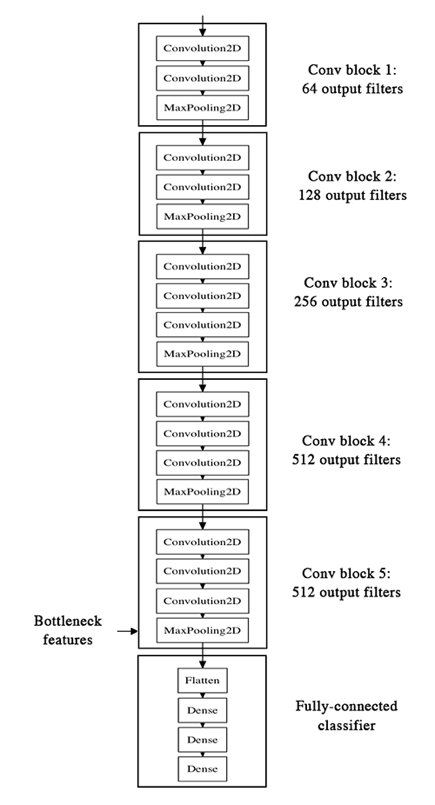 Convolution2D
Convolution2D
MaxPooling2D
Conv block 1:
64 output filters
Convolution2D
Convolution2D
MaxPooling2D
Conv block 2:
128 output filters
Convolution2D
Convolution2D
Convolution2D
MaxPooling2D
Conv block 3:
256 output filters
Convolution2D
Convolution2D
Convolution2D
MaxPooling2D
Conv block 4:
512 output filters
Convolution2D
Convolution2D
Convolution2D
MaxPooling2D
Conv block 5:
512 output filters
Bottleneck
features
Flatten
Dense
Dense
Dense
Fully-connected
classifier